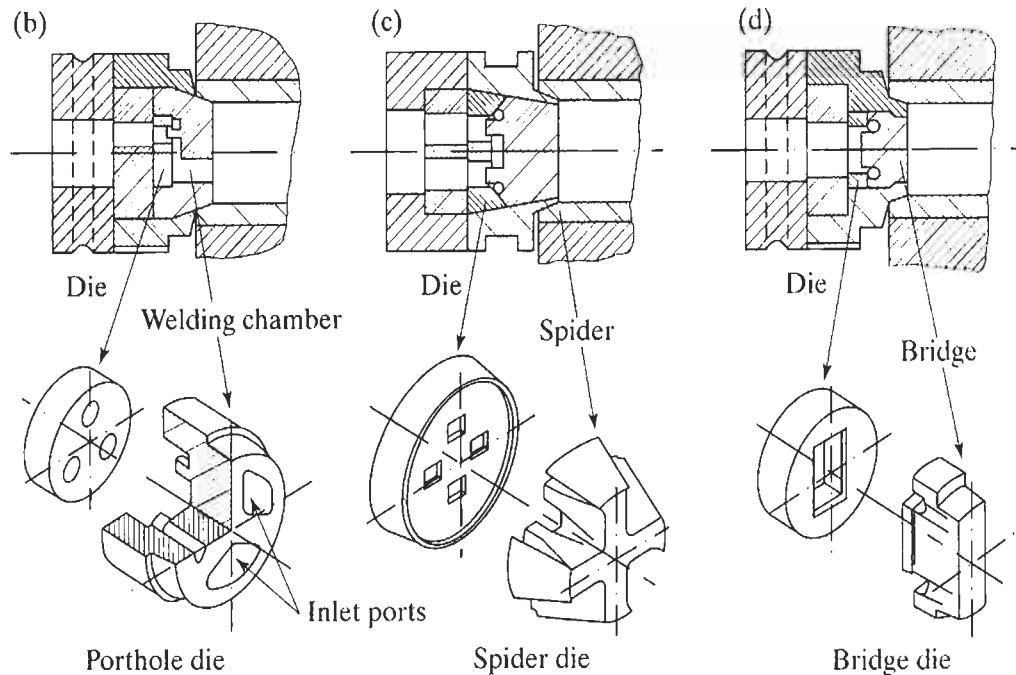 (b)
(c)
(d)
Die
Die
Die
Welding chamber
Spider
Bridge
Inlet ports
Porthole die
Spider die
Bridge die